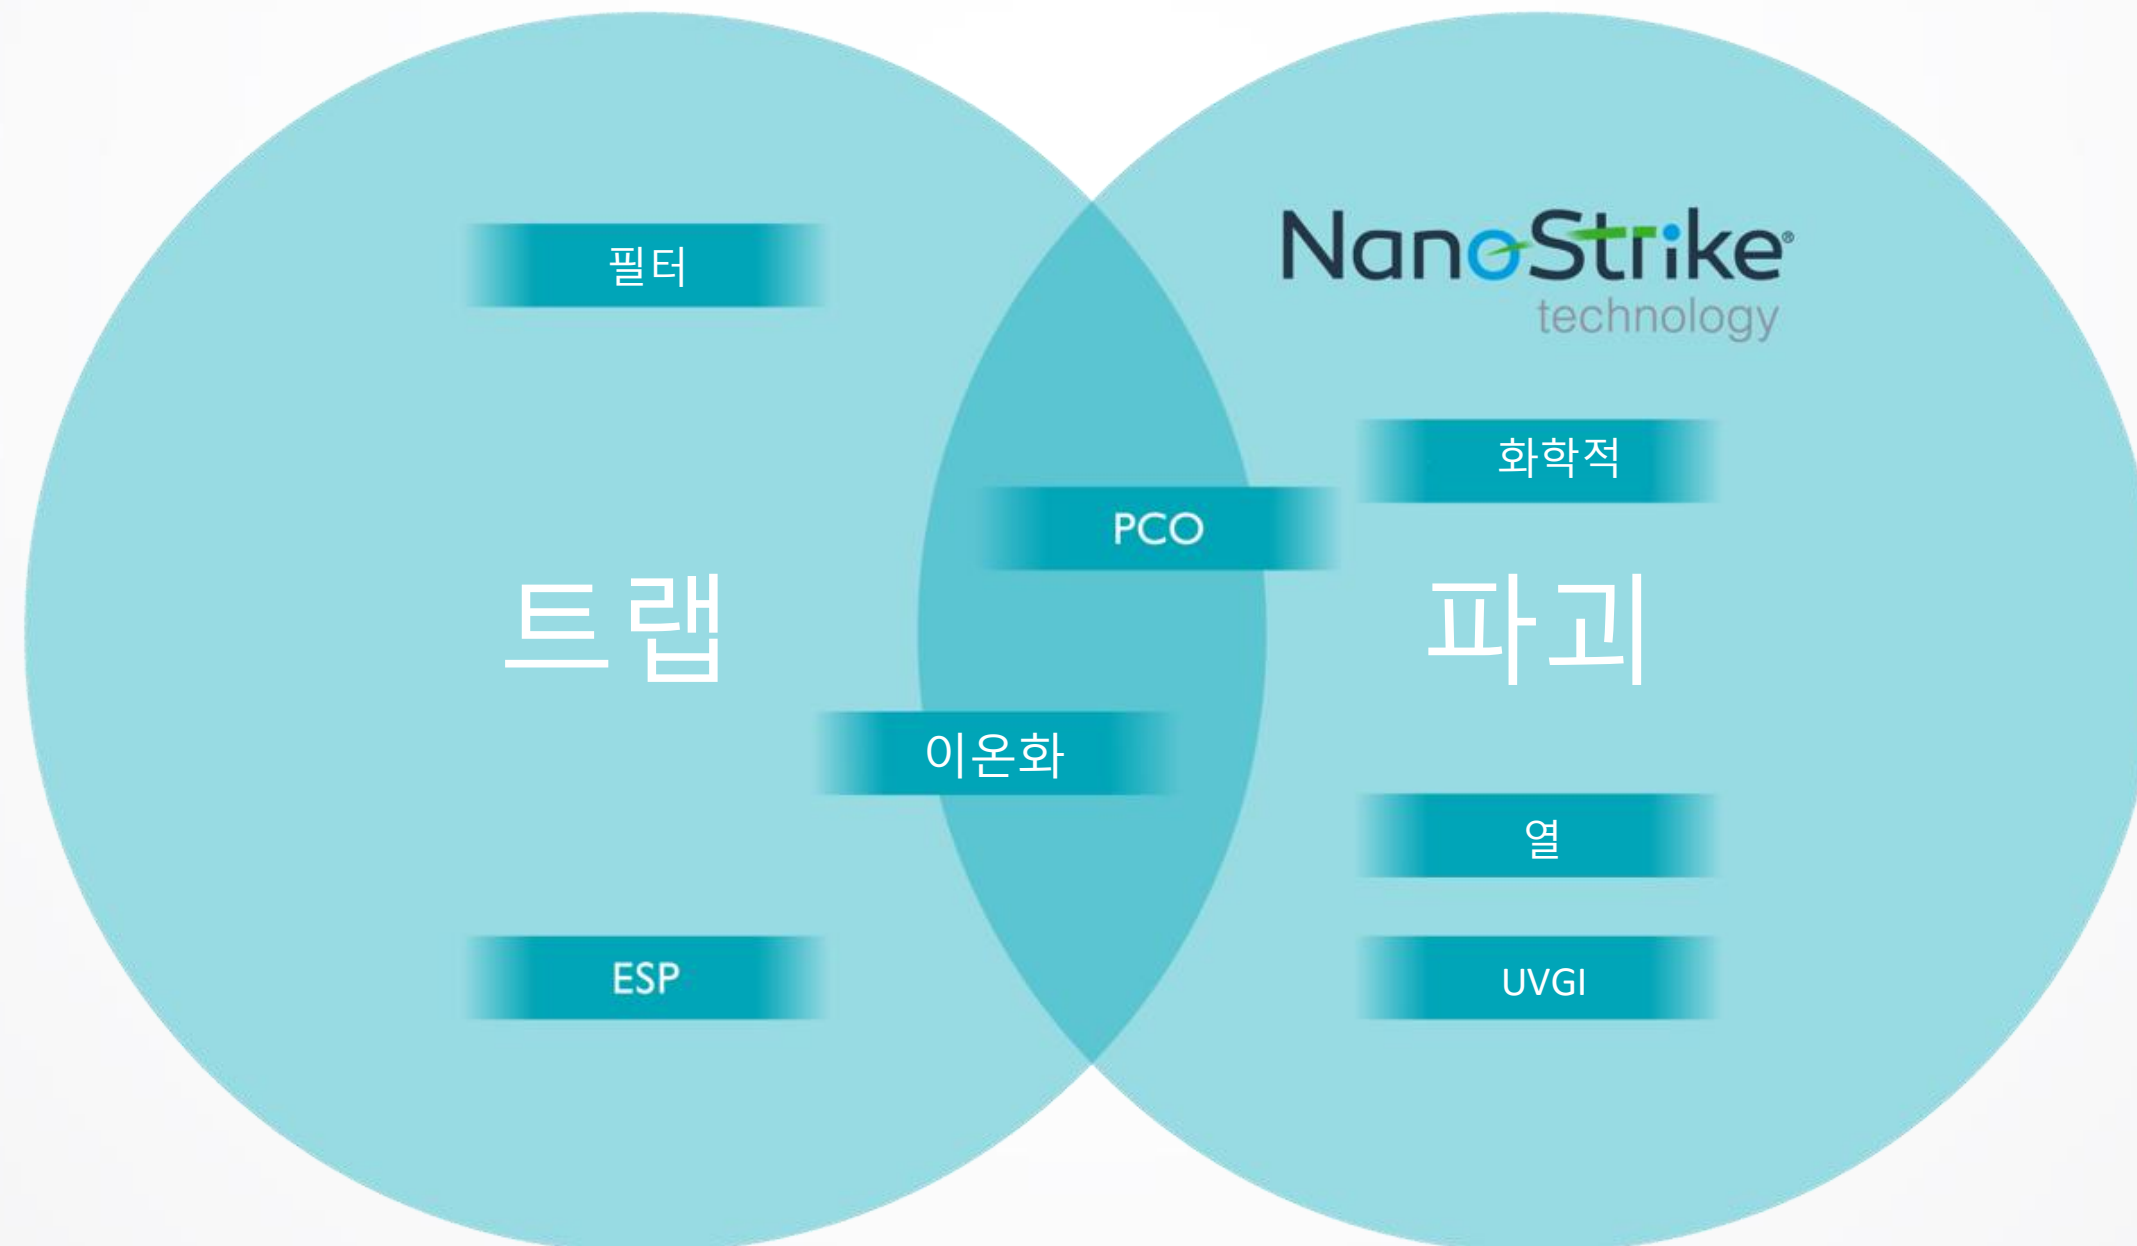 필터
NanoStrike®
technology
화학적
PCO
트랩
파괴
이온화
열
ESP
UVGI